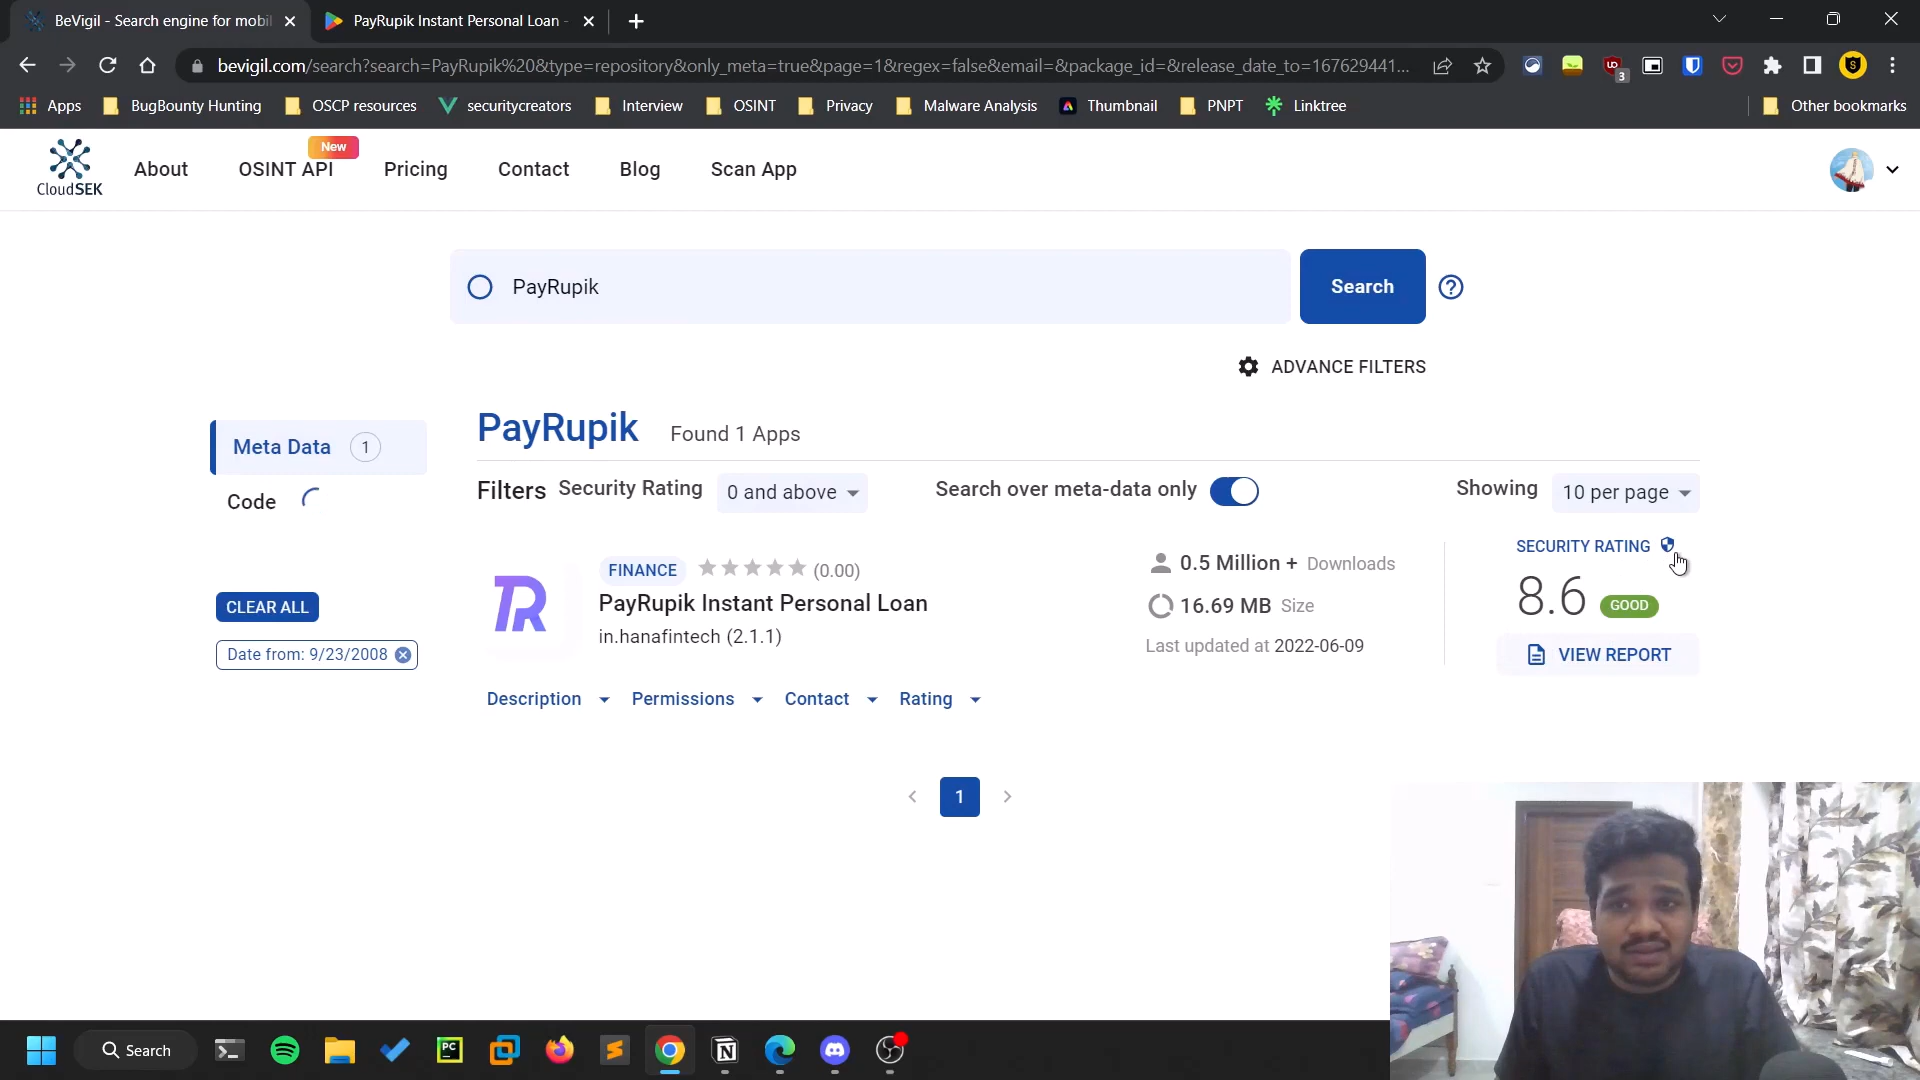 BeVigil - Search engine for mobil
PayRupik Instant Personal Loan -
bevigil.com/search?search=PayRupik%20&type=repository&only_meta=true&page=1&regex=false&email=&package_id=&release_date_to=167629441...
3
S
Apps
BugBounty Hunting
OSCP resources
securitycreators
Interview
OSINT
Privacy
Malware Analysis
Thumbnail
PNPT
Linktree
Other bookmarks
CloudSEK
About
OSINT API
New
Pricing
Contact
Blog
Scan App
PayRupik
Search
?
ADVANCE FILTERS
Meta Data 1
Code
CLEAR ALL
Date from: 9/23/2008
PayRupik Found 1 Apps
Filters Security Rating 0 and above Search over meta-data only Showing 10 per page
FINANCE (0.00)
PayRupik Instant Personal Loan
in.hanafintech (2.1.1)
0.5 Million + Downloads
16.69 MB Size
Last updated at 2022-06-09
SECURITY RATING
8.6 GOOD
VIEW REPORT
Description Permissions Contact Rating
1
Search
PC